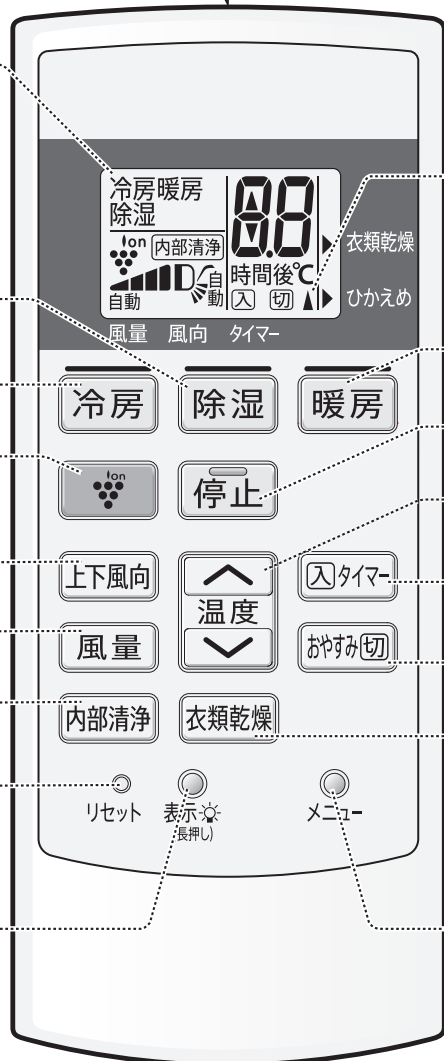 冷房暖房
除湿
88
ion 内部清浄
衣類乾燥
自動
時間後℃
自動
入 切
ひかえめ
風量 風向 タイマー
冷房 除湿 暖房
ion
停止
上下風向
入タイマー
温度
風量
おやすみ切
内部清浄 衣類乾燥
リセット 表示 メニュー
(長押し)